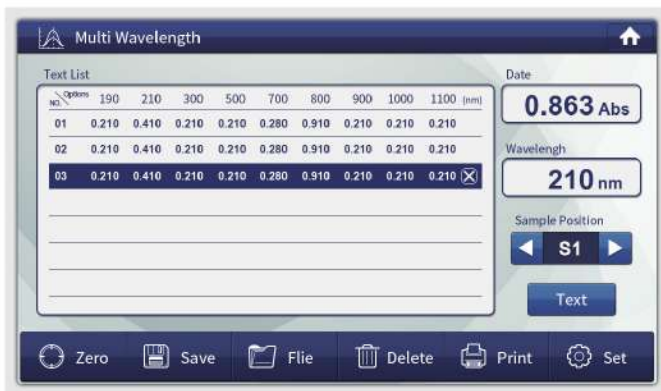 Multi Wavelength
Text List
Options
NO.
190 210 300 500 700 800 900 1000 1100 (nm)
01 0.210 0.410 0.210 0.210 0.280 0.910 0.210 0.210 0.210
02 0.210 0.410 0.210 0.210 0.280 0.910 0.210 0.210 0.210
03 0.210 0.410 0.210 0.210 0.280 0.910 0.210 0.210 0.210
Date
0.863 Abs
Wavelengh
210 nm
Sample Position
S1
Text
Zero Save Flie Delete Print Set